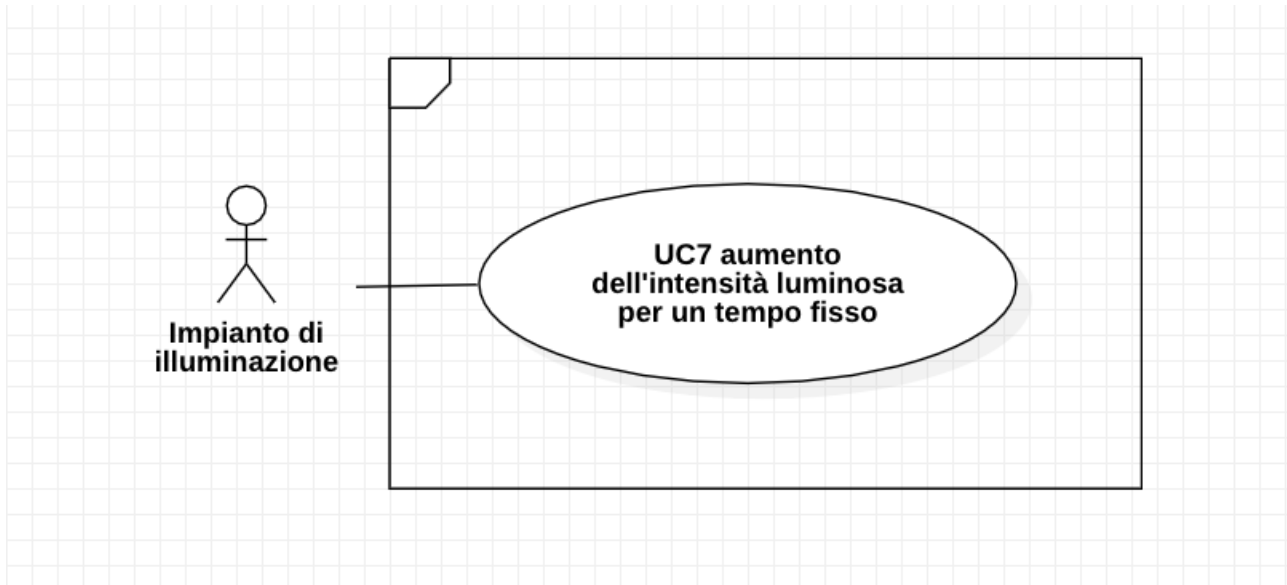 Impianto di
illuminazione
UC7 aumento
dell'intensità luminosa
per un tempo fisso